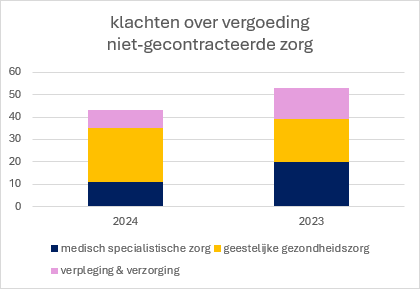 klachten over vergoeding
niet-gecontracteerde zorg
60
50
40
30
20
10
0
2024 2023
medisch specialistische zorg geestelijke gezondheidszorg
verpleging & verzorging